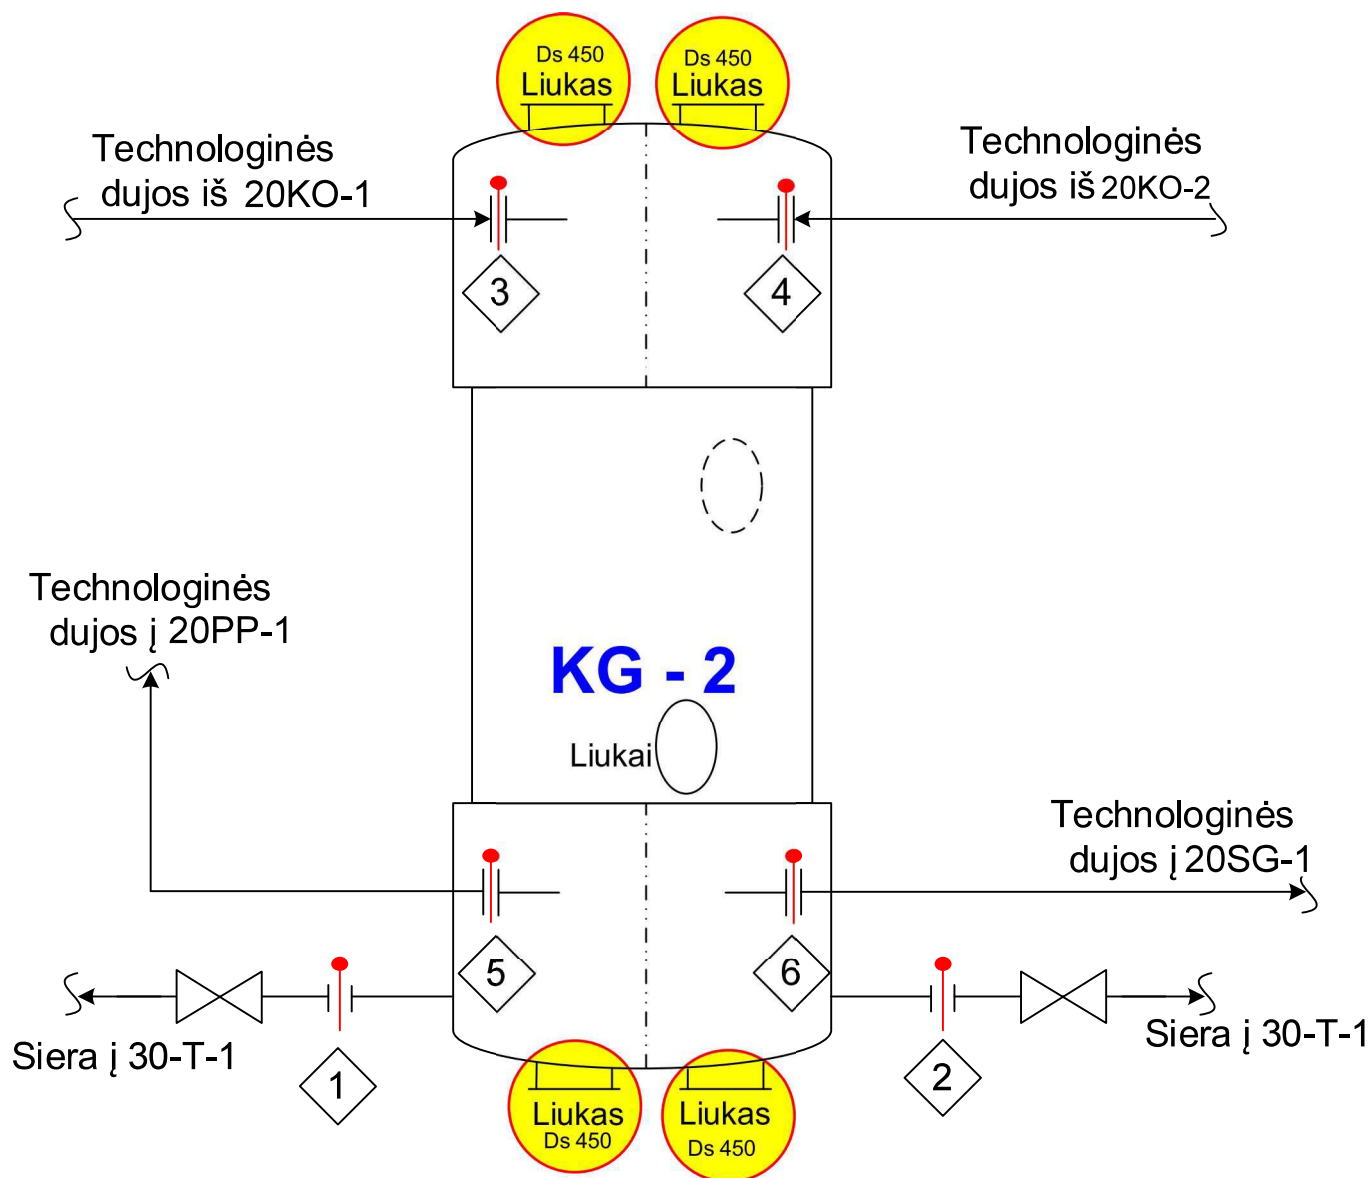 Ds 450
Liukas
Ds 450
Liukas
Technologinės
dujos iš 20KO-1
Technologinės
dujos iš 20KO-2
3
4
Technologinės
dujos į 20PP-1
KG - 2
Liukai
Technologinės
dujos į 20SG-1
5
6
Siera į 30-T-1
1
2
Siera į 30-T-1
Liukas
Ds 450
Liukas
Ds 450